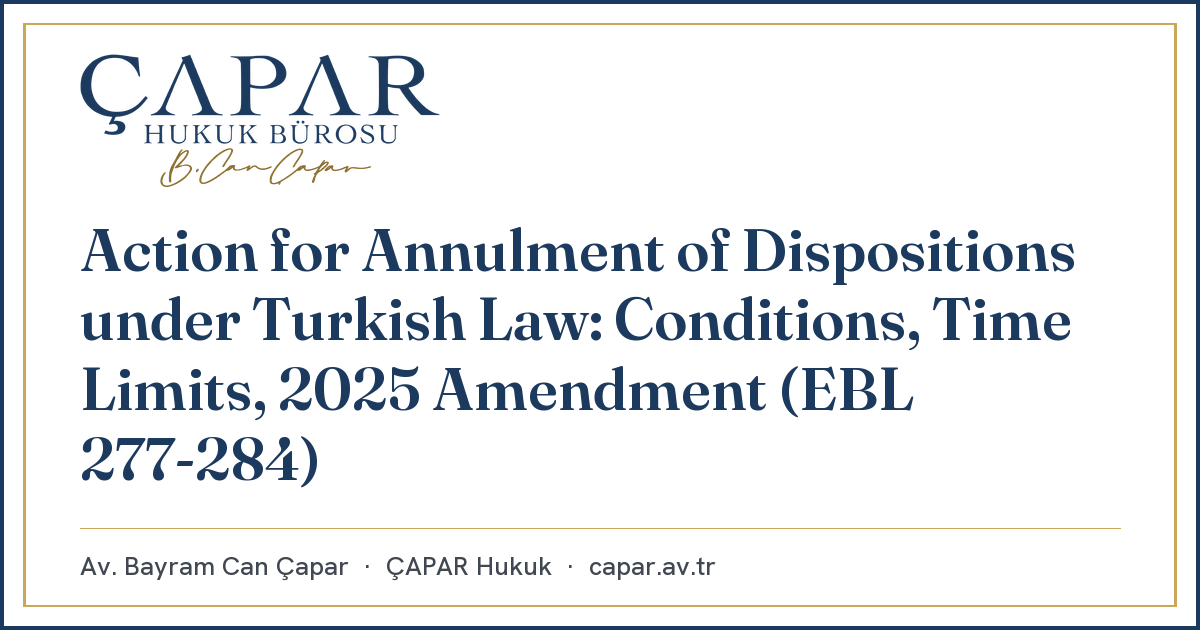 ÇAPAR
HUKUK BÜROSU
B.Can Çapar
Action for Annulment of Dispositions
under Turkish Law: Conditions, Time
Limits, 2025 Amendment (EBL
277-284)
Av. Bayram Can Çapar · ÇAPAR Hukuk · capar.av.tr